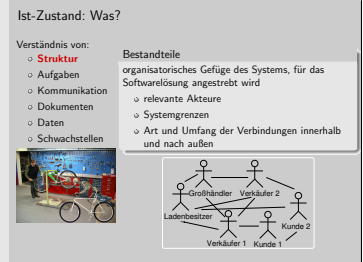 Ist-Zustand: Was?
Verständnis von:
Struktur
Aufgaben
Kommunikation
Dokumenten
Daten
Schwachstellen
Bestandteile
organisatorisches Gefüge des Systems, für das
Softwarelösung angestrebt wird
relevante Akteure
Systemgrenzen
Art und Umfang der Verbindungen innerhalb
und nach außen
Großhändler
Verkäufer 2
Ladenbesitzer
Kunde 2
Verkäufer 1
Kunde 1